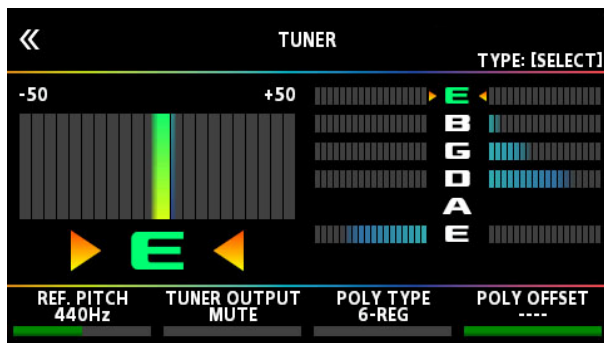 «
TUNER
TYPE: [SELECT]
-50 +50
E
B
G
D
A
E
E
REF. PITCH
440Hz
TUNER OUTPUT
MUTE
POLY TYPE
6-REG
POLY OFFSET
----